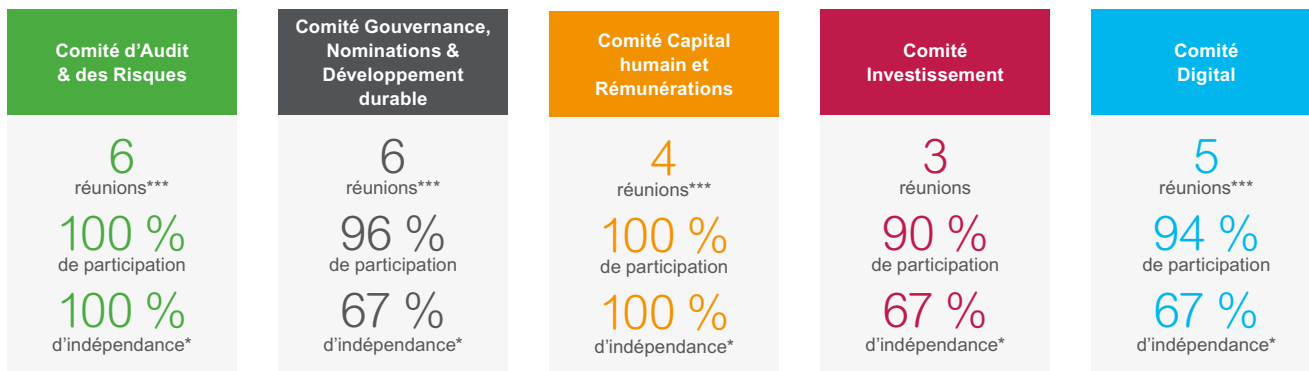 Comité d'Audit
& des Risques
6
réunions***
100 %
de participation
100 %
d'indépendance*
Comité Gouvernance,
Nominations &
Développement
durable
6
réunions***
96 %
de participation
67 %
d'indépendance*
Comité Capital
humain et
Rémunérations
4
réunions***
100 %
de participation
100 %
d'indépendance*
Comité
Investissement
3
réunions
90 %
de participation
67 %
d'indépendance*
Comité
Digital
5
réunions***
94 %
de participation
67 %
d'indépendance*